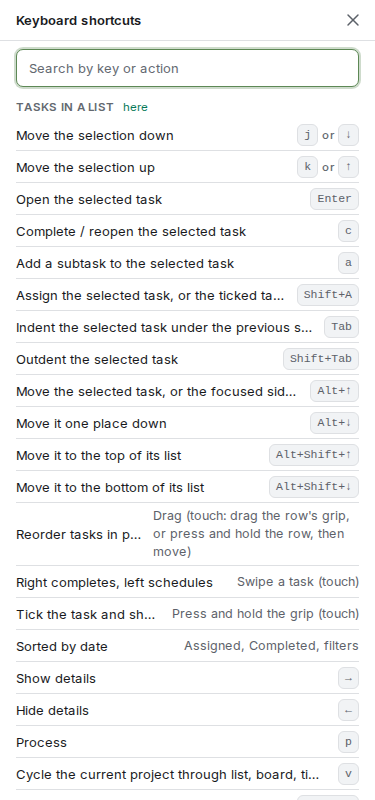 Keyboard shortcuts
Search by key or action
TASKS IN A LIST here
Move the selection down j or ↓
Move the selection up k or ↑
Open the selected task Enter
Complete / reopen the selected task c
Add a subtask to the selected task a
Assign the selected task, or the ticked ta... Shift+A
Indent the selected task under the previous s... Tab
Outdent the selected task Shift+Tab
Move the selected task, or the focused sid... Alt+↑
Move it one place down Alt+↓
Move it to the top of its list Alt+Shift+↑
Move it to the bottom of its list Alt+Shift+↓
Reorder tasks in p...
Drag (touch: drag the row's grip,
or press and hold the row, then
move)
Right completes, left schedules Swipe a task (touch)
Tick the task and sh... Press and hold the grip (touch)
Sorted by date Assigned, Completed, filters
Show details →
Hide details ←
Process p
Cycle the current project through list, board, ti... v